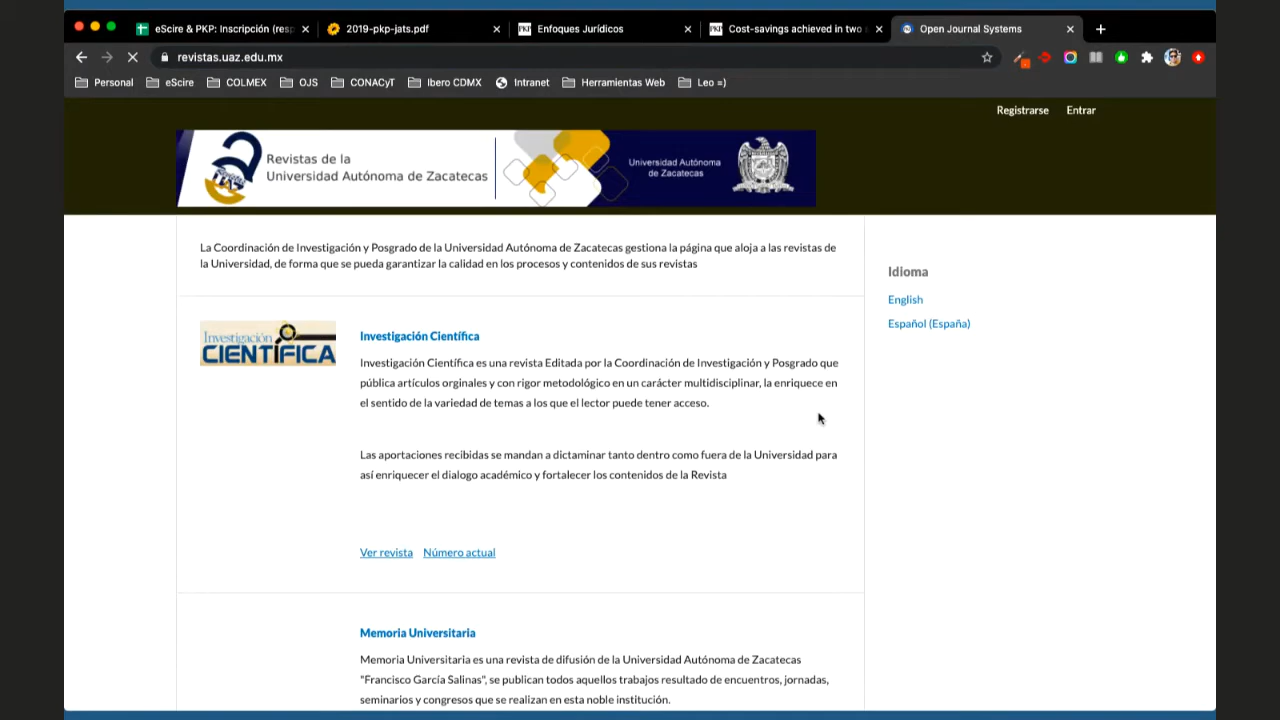 eScire & PKP: Inscripción (resp
2019-pkp-jats.pdf
PKP Enfoques Jurídicos
PKP Cost-savings achieved in two s
Open Journal Systems
revistas.uaz.edu.mx
Personal eScire COLMEX OJS CONACyT Ibero CDMX Intranet Herramientas Web Leo =)
Registrarse Entrar
Revistas de la
Universidad Autónoma de Zacatecas
Universidad Autónoma
de Zacatecas
La Coordinación de Investigación y Posgrado de la Universidad Autónoma de Zacatecas gestiona la página que aloja a las revistas de
la Universidad, de forma que se pueda garantizar la calidad en los procesos y contenidos de sus revistas
Idioma
English
Español (España)
Investigación
CIENTÍFICA
Investigación Científica
Investigación Científica es una revista Editada por la Coordinación de Investigación y Posgrado que
pública artículos orginales y con rigor metodológico en un carácter multidisciplinar, la enriquece en
el sentido de la variedad de temas a los que el lector puede tener acceso.
Las aportaciones recibidas se mandan a dictaminar tanto dentro como fuera de la Universidad para
así enriquecer el dialogo académico y fortalecer los contenidos de la Revista
Ver revista Número actual
Memoria Universitaria
Memoria Universitaria es una revista de difusión de la Universidad Autónoma de Zacatecas
"Francisco García Salinas", se publican todos aquellos trabajos resultado de encuentros, jornadas,
seminarios y congresos que se realizan en esta noble institución.